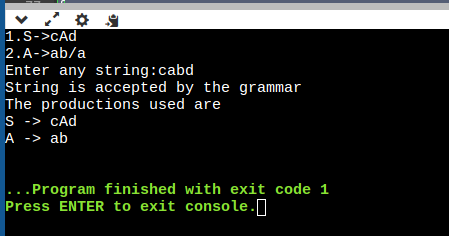 1.S->cAd
2.A->ab/a
Enter any string:cabd
String is accepted by the grammar
The productions used are
S -> cAd
A -> ab
...Program finished with exit code 1
Press ENTER to exit console.